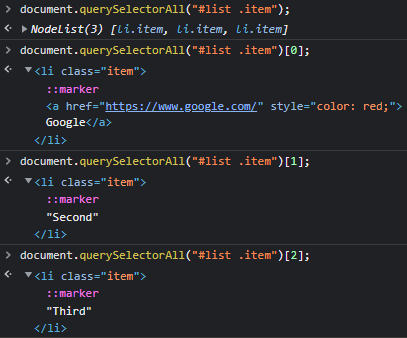 > document.querySelectorAll("#list .item");
<· ▶ NodeList(3) [li.item, li.item, li.item]
> document.querySelectorAll("#list .item")[0];
<· ▼<li class="item">
::marker
<a href="https://www.google.com/" style="color: red;">
Google</a>
</li>
> document.querySelectorAll("#list .item")[1];
<· ▼<li class="item">
::marker
"Second"
</li>
> document.querySelectorAll("#list .item")[2];
<· ▼<li class="item">
::marker
"Third"
</li>